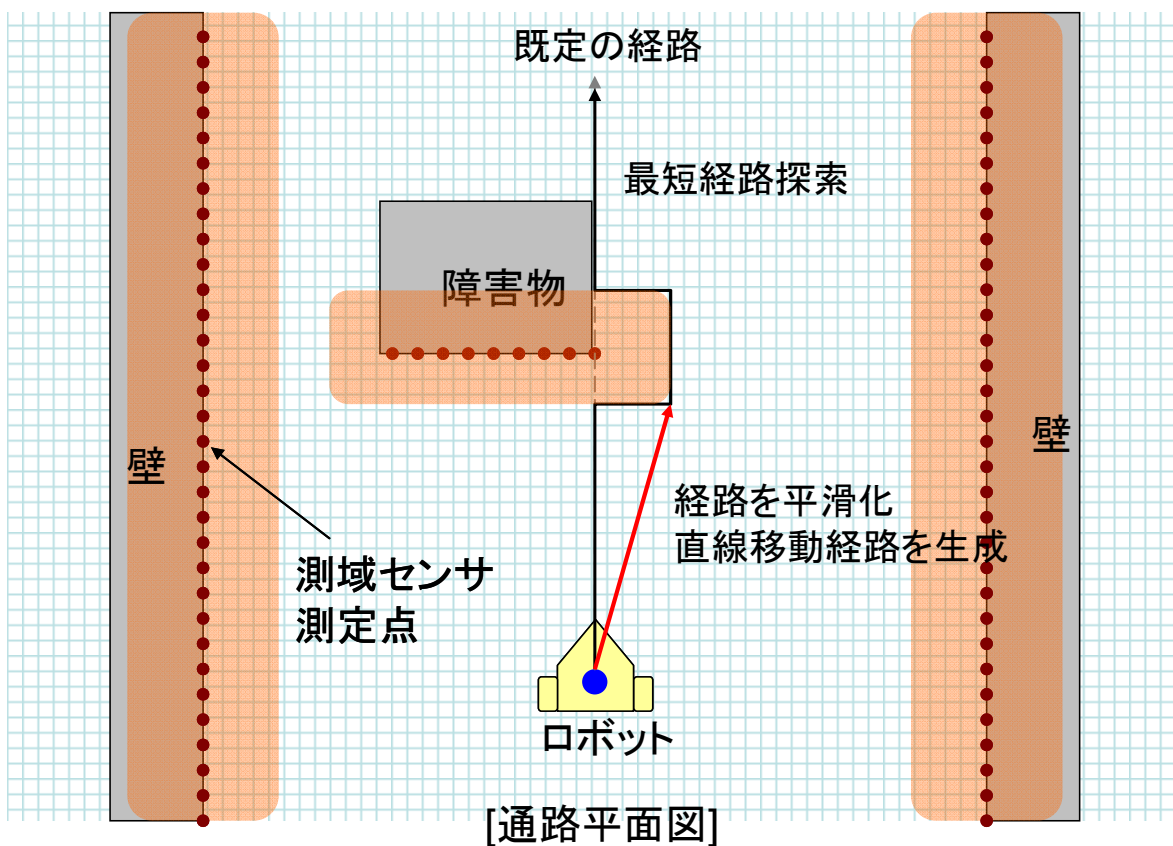 既定の経路
最短経路探索
障害物
壁
壁
経路を平滑化
直線移動経路を生成
測域センサ
測定点
ロボット
[通路平面図]